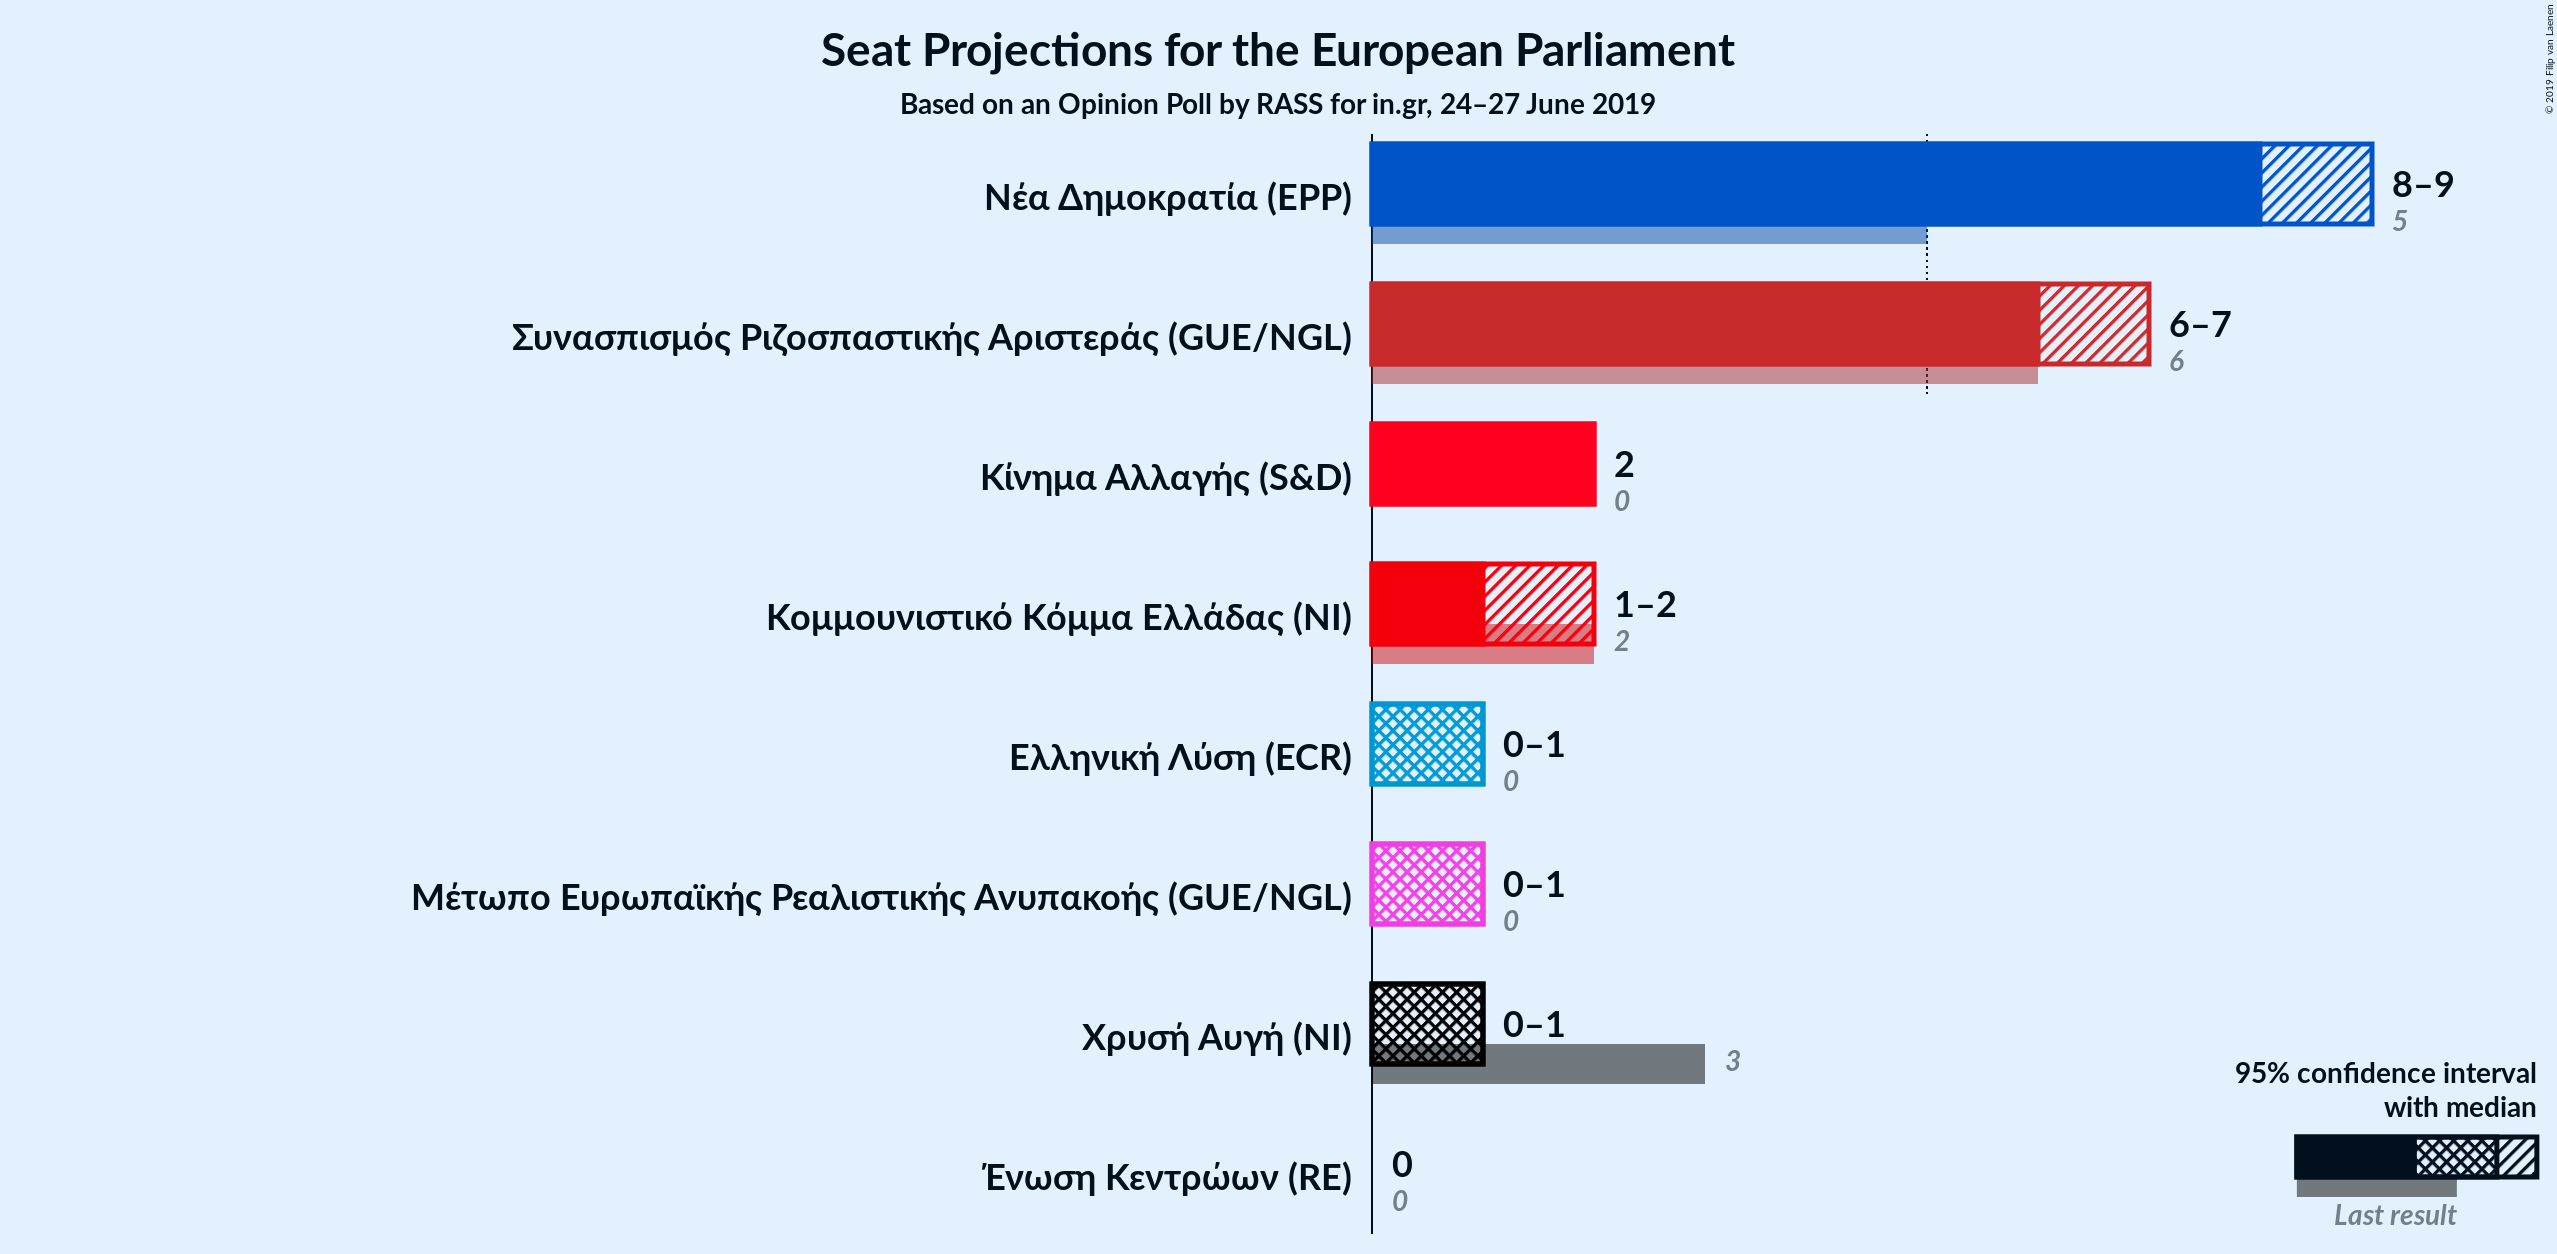 Seat Projections for the European Parliament
Based on an Opinion Poll by RASS for in.gr, 24–27 June 2019
© 2019 Filip van Laenen
Νέα Δημοκρατία (EPP)
8–9
5
Συνασπισμός Ριζοσπαστικής Αριστεράς (GUE/NGL)
6–7
6
Κίνημα Αλλαγής (S&D)
2
0
Κομμουνιστικό Κόμμα Ελλάδας (NI)
1–2
2
Ελληνική Λύση (ECR)
0–1
0
Μέτωπο Ευρωπαϊκής Ρεαλιστικής Ανυπακοής (GUE/NGL)
0–1
0
Χρυσή Αυγή (NI)
0–1
3
Ένωση Κεντρώων (RE)
0
0
95% confidence interval
with median
Last result